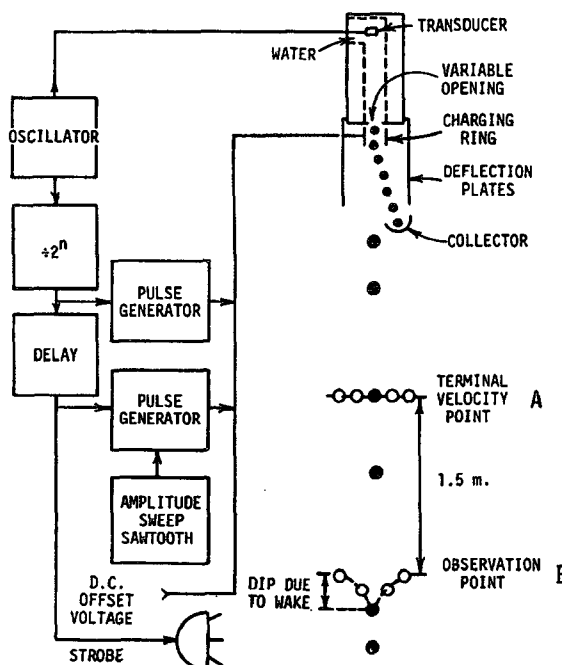 TRANSDUCER
WATER
VARIABLE
OPENING
OSCILLATOR
CHARGING
RING
DEFLECTION
PLATES
÷2ⁿ
COLLECTOR
PULSE
GENERATOR
DELAY
TERMINAL
VELOCITY
POINT
A
PULSE
GENERATOR
1.5 m.
AMPLITUDE
SWEEP
SAWTOOTH
D.C.
OFFSET
VOLTAGE
DIP DUE
TO WAKE
OBSERVATION
POINT
STROBE